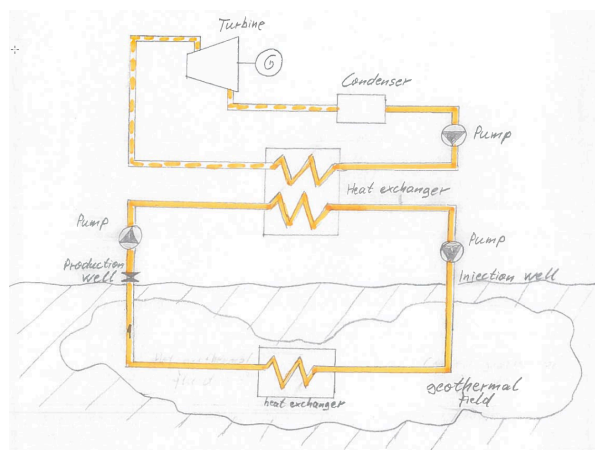 Turbine
G
Condenser
Pump
Heat exchanger
Pump
Pump
Production
well
Injection well
geothermal
field
heat exchanger